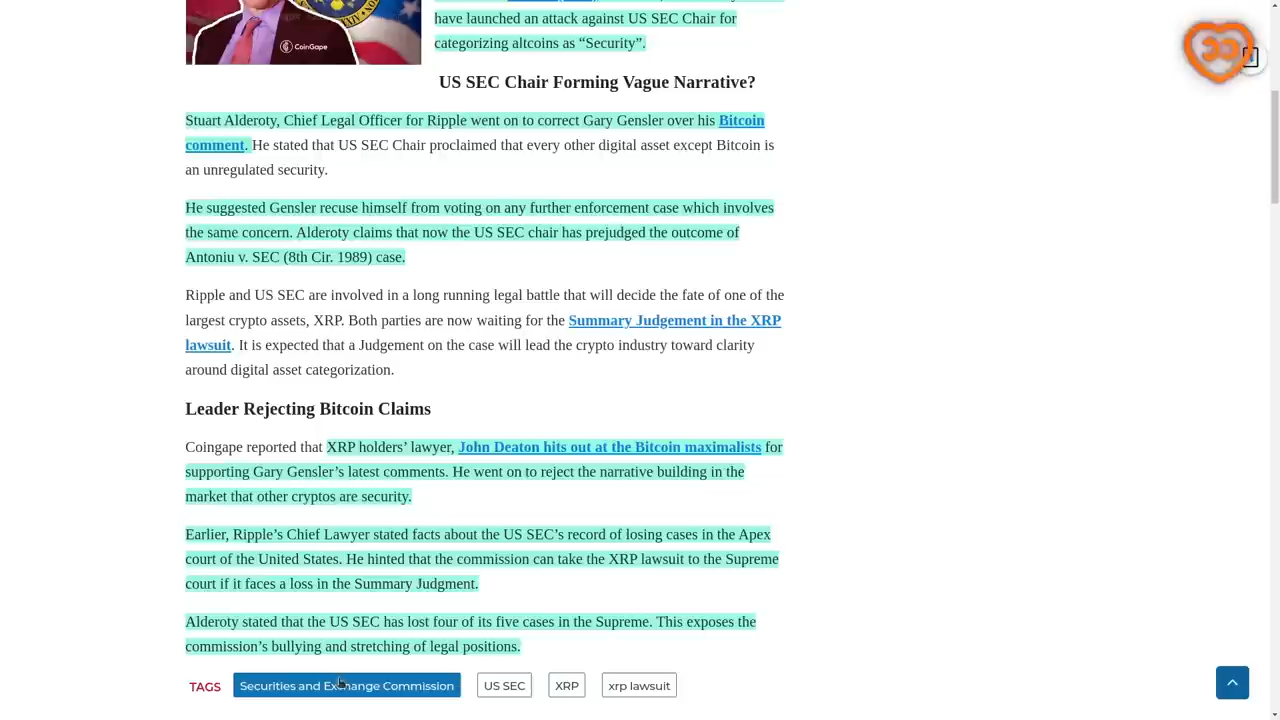 have launched an attack against US SEC Chair for
categorizing altcoins as “Security”.
CoinGape
US SEC Chair Forming Vague Narrative?
Stuart Alderoty, Chief Legal Officer for Ripple went on to correct Gary Gensler over his Bitcoin
comment. He stated that US SEC Chair proclaimed that every other digital asset except Bitcoin is
an unregulated security.
He suggested Gensler recuse himself from voting on any further enforcement case which involves
the same concern. Alderoty claims that now the US SEC chair has prejudged the outcome of
Antoniu v. SEC (8th Cir. 1989) case.
Ripple and US SEC are involved in a long running legal battle that will decide the fate of one of the
largest crypto assets, XRP. Both parties are now waiting for the Summary Judgement in the XRP
lawsuit. It is expected that a Judgement on the case will lead the crypto industry toward clarity
around digital asset categorization.
Leader Rejecting Bitcoin Claims
Coingape reported that XRP holders’ lawyer, John Deaton hits out at the Bitcoin maximalists for
supporting Gary Gensler’s latest comments. He went on to reject the narrative building in the
market that other cryptos are security.
Earlier, Ripple’s Chief Lawyer stated facts about the US SEC’s record of losing cases in the Apex
court of the United States. He hinted that the commission can take the XRP lawsuit to the Supreme
court if it faces a loss in the Summary Judgment.
Alderoty stated that the US SEC has lost four of its five cases in the Supreme. This exposes the
commission’s bullying and stretching of legal positions.
TAGS Securities and Exchange Commission US SEC XRP xrp lawsuit